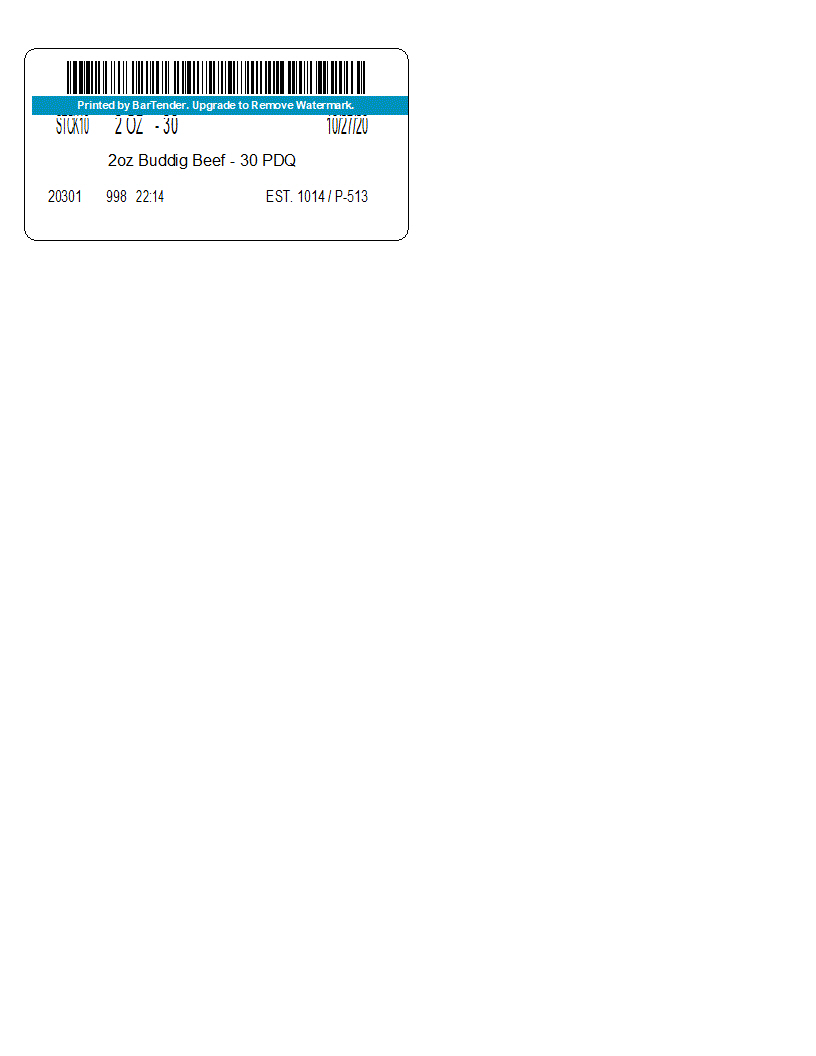 Printed by BarTender. Upgrade to Remove Watermark.
STCK10 2 OZ - 30 10/27/20
2oz Buddig Beef - 30 PDQ
20301 998 22:14 EST. 1014 / P-513